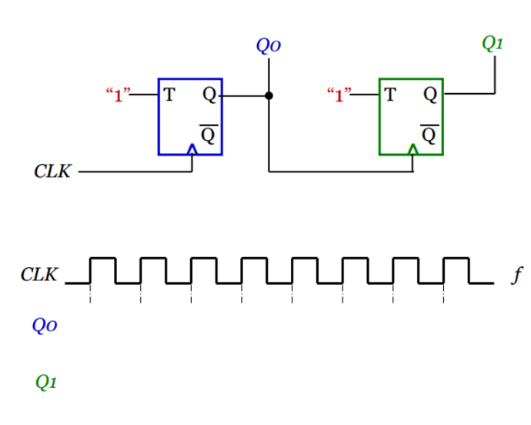 Q0
Q1
“1” T Q “1” T Q
Q̅ Q̅
CLK
CLK f
Q0
Q1